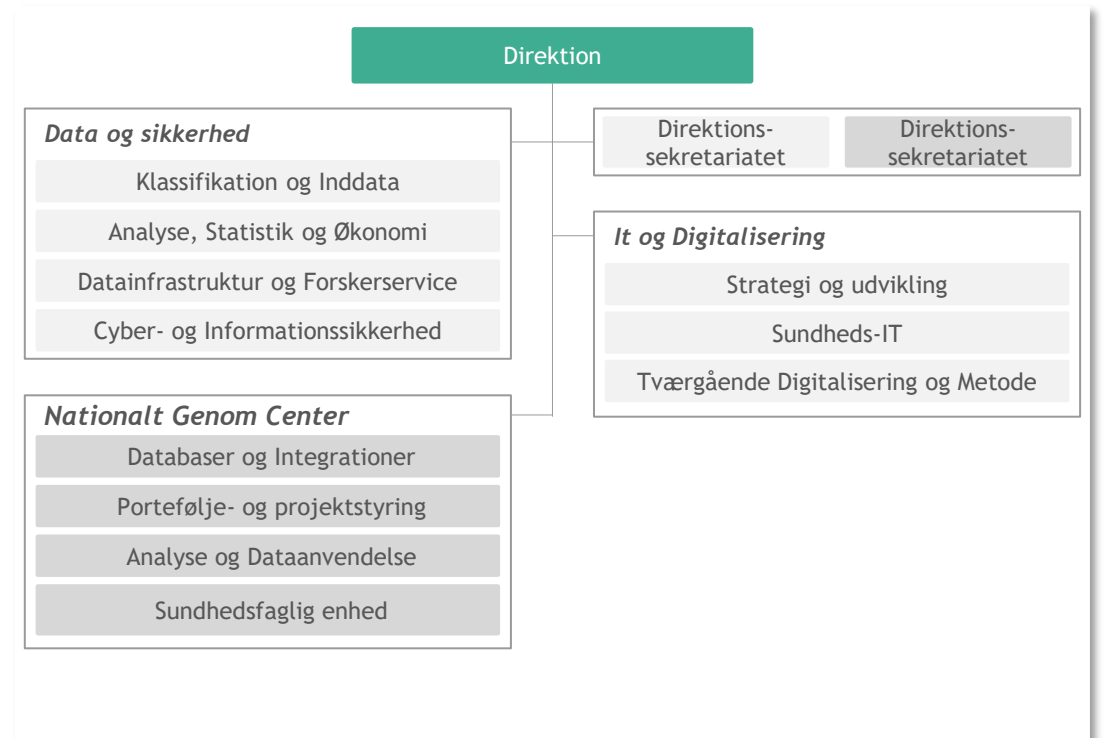 Direktion
Data og sikkerhed
Klassifikation og Inddata
Analyse, Statistik og Økonomi
Datainfrastruktur og Forskerservice
Cyber- og Informationssikkerhed
Direktions-
sekretariatet
Direktions-
sekretariatet
It og Digitalisering
Strategi og udvikling
Sundheds-IT
Tværgående Digitalisering og Metode
Nationalt Genom Center
Databaser og Integrationer
Portefølje- og projektstyring
Analyse og Dataanvendelse
Sundhedsfaglig enhed